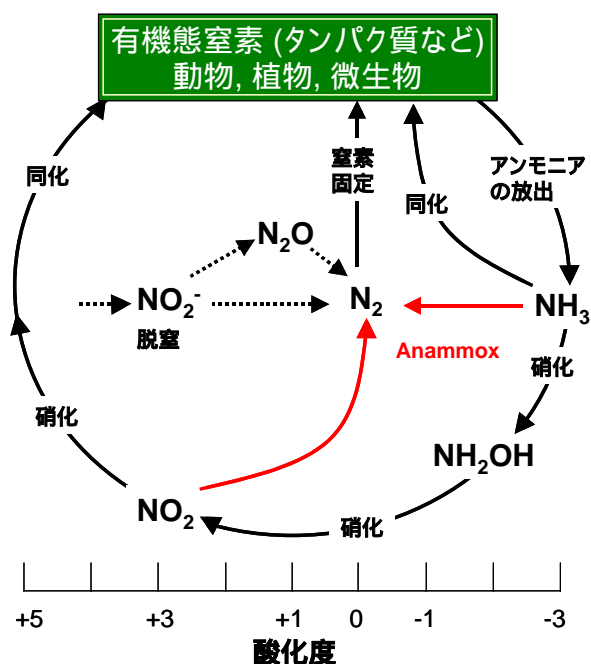 有機態窒素 (タンパク質など)
動物, 植物, 微生物
同化
窒素
固定
アンモニア
の放出
同化
N₂O
NO₂⁻
脱窒
N₂
NH₃
Anammox
硝化
硝化
NH₂OH
NO₂
硝化
+5
+3
+1
0
-1
-3
酸化度